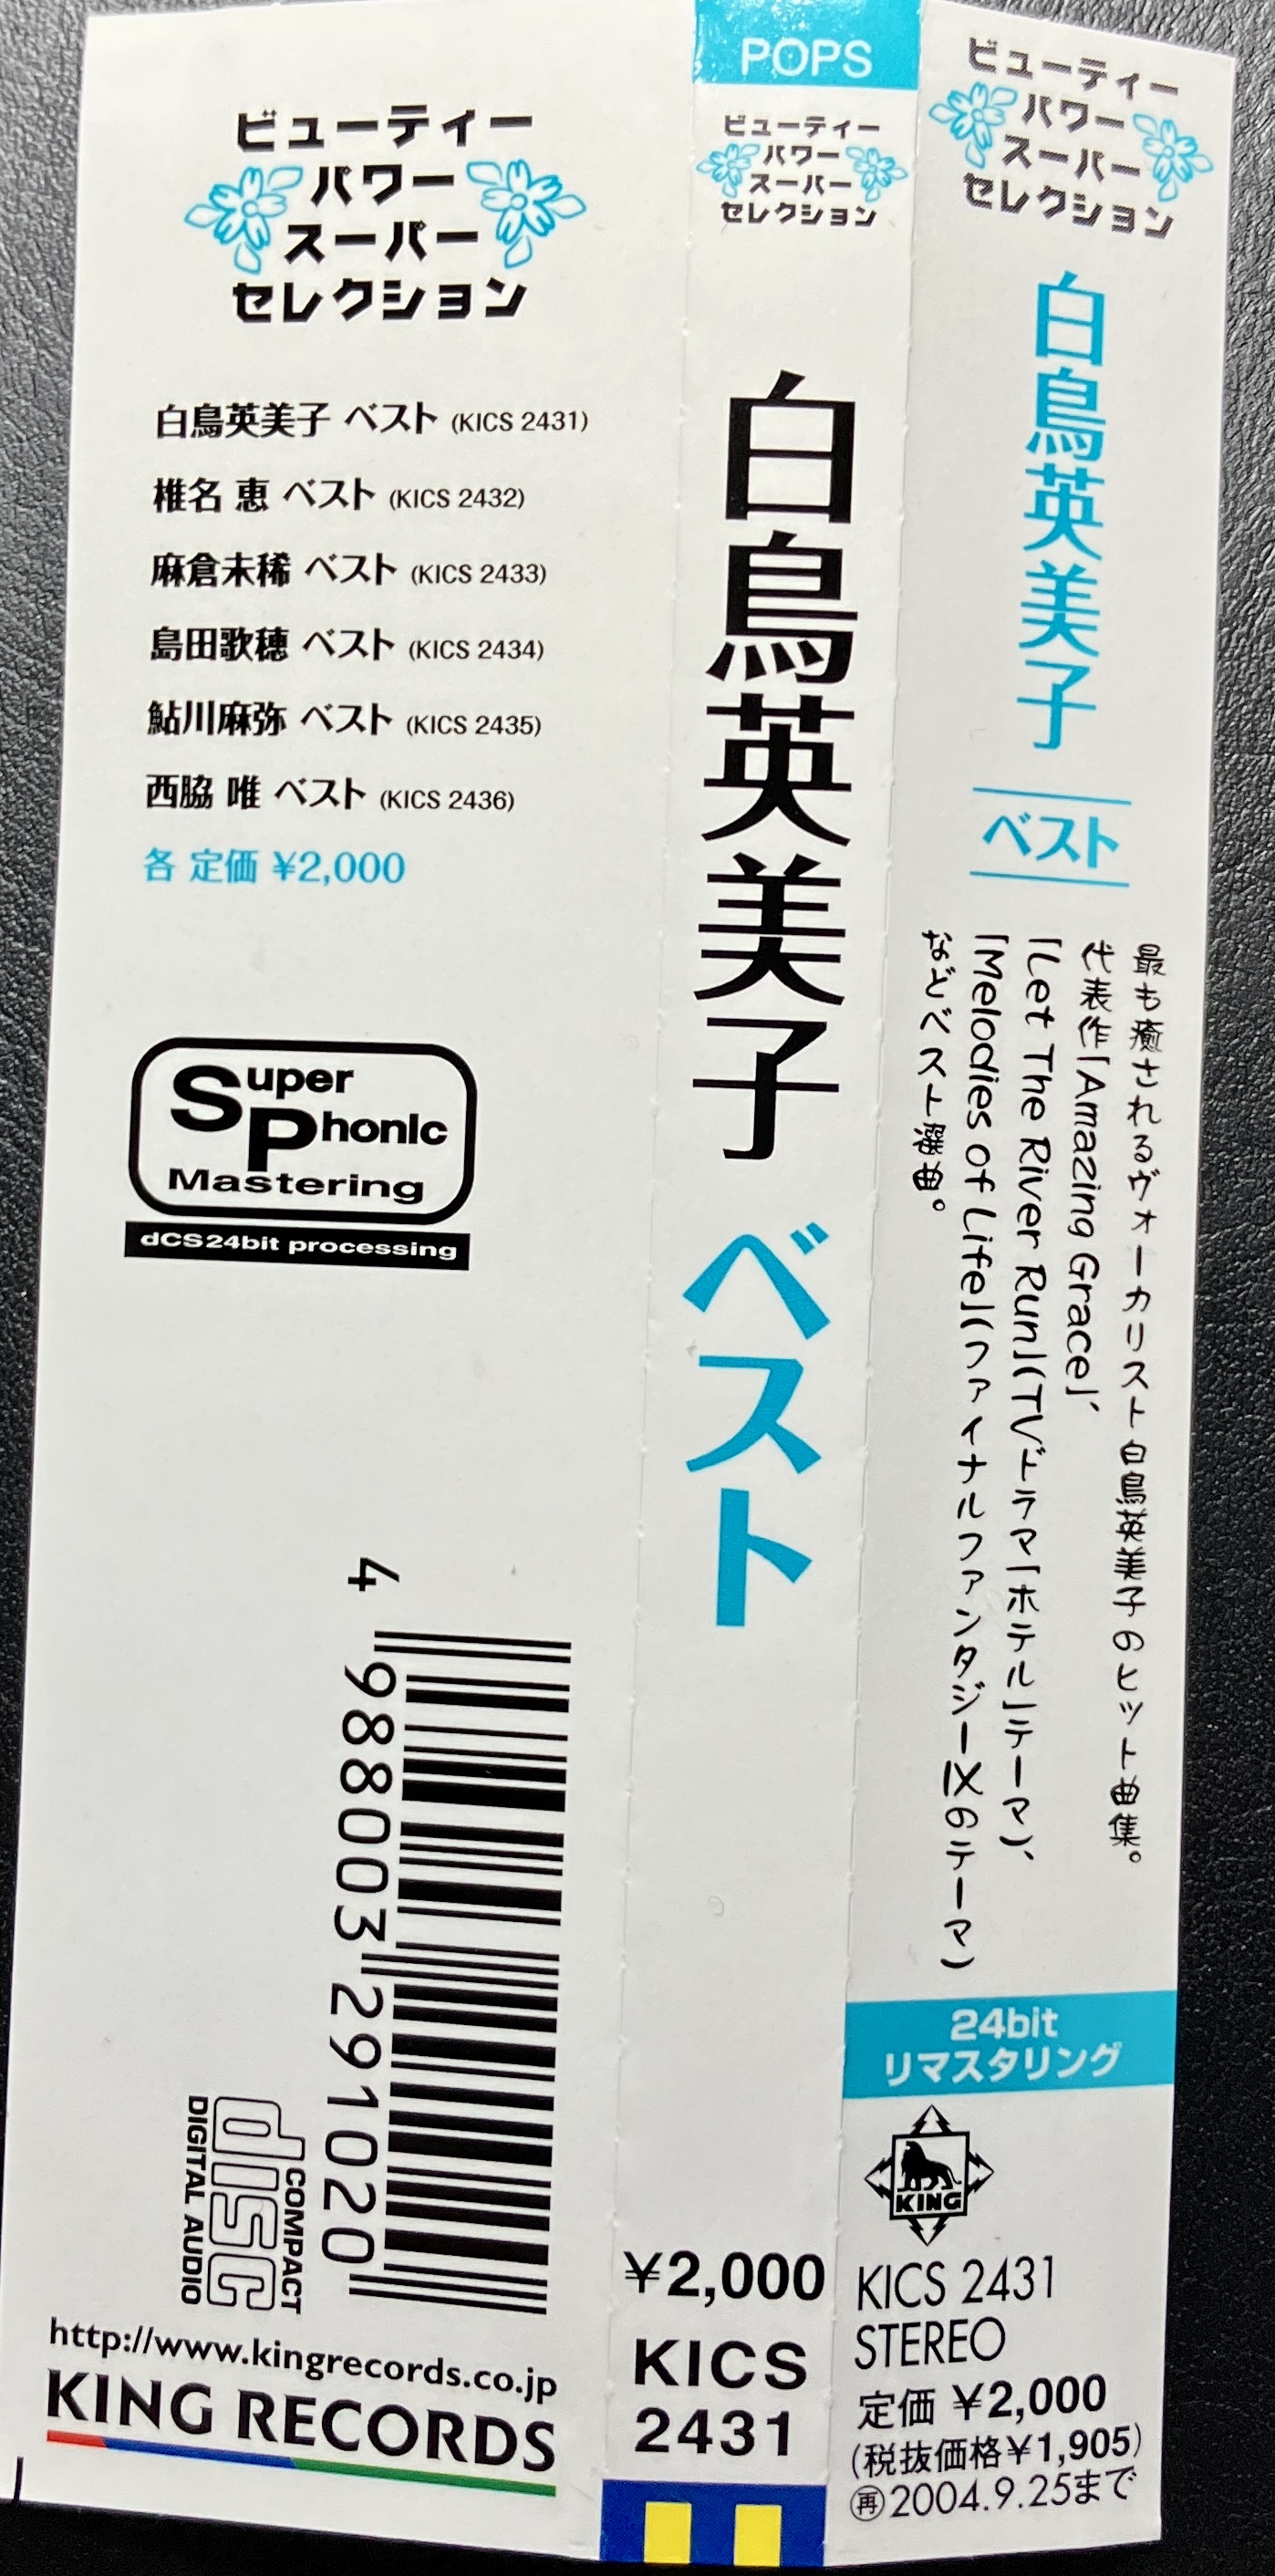 ビューティー
パワー
スーパー
セレクション
白鳥英美子 ベスト (KICS 2431)
椎名 恵 ベスト (KICS 2432)
麻倉未稀 ベスト (KICS 2433)
島田歌穂 ベスト (KICS 2434)
鮎川麻弥 ベスト (KICS 2435)
西脇 唯 ベスト (KICS 2436)
各 定価 ¥2,000
Super
Phonic
Mastering
dCS24bit processing
4 988003 291020
COMPACT
disc
DIGITAL AUDIO
http://www.kingrecords.co.jp
KING RECORDS
POPS
ビューティー
パワー
スーパー
セレクション
白鳥英美子 ベスト
¥2,000
KICS
2431
ビューティー
パワー
スーパー
セレクション
白鳥英美子
ベスト
最も癒されるヴォーカリスト白鳥英美子のヒット曲集。
代表作「Amazing Grace」、
「Let The River Run」(TVドラマ「ホテル」テーマ)、
「Melodies of Life」(ファイナルファンタジーIXのテーマ)
などベスト選曲。
24bit
リマスタリング
KING
KICS 2431
STEREO
定価 ¥2,000
(税抜価格¥1,905)
㊢2004.9.25まで